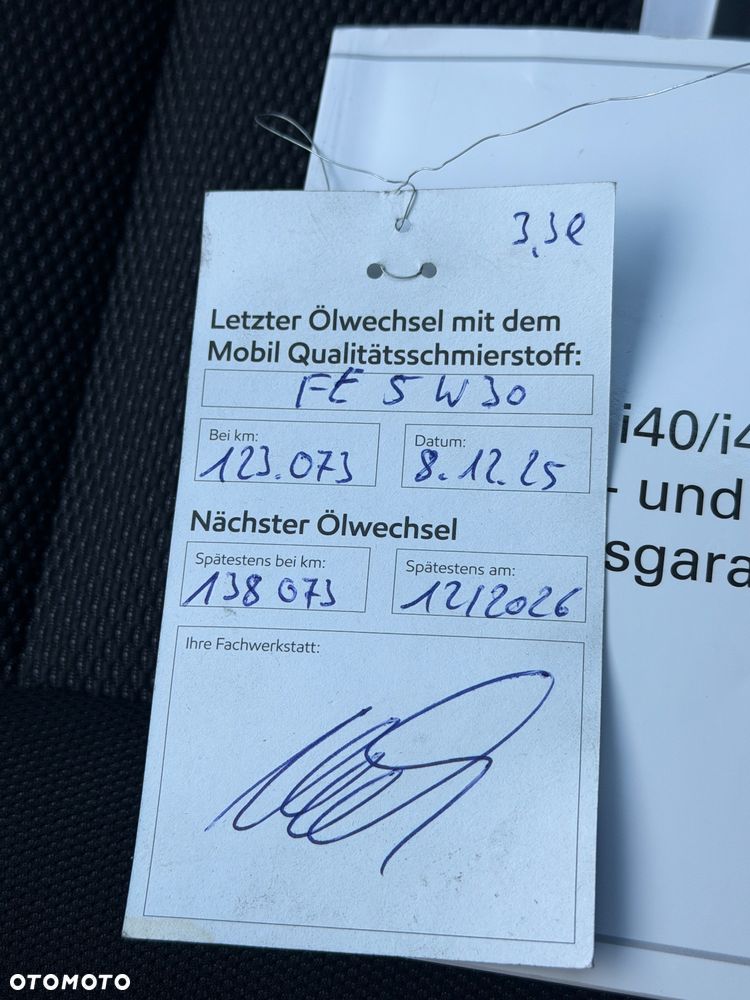 3,3l
Letzter Ölwechsel mit dem
Mobil Qualitätsschmierstoff:
FE 5W30
Bei km:
123.073
Datum:
8.12.25
Nächster Ölwechsel
Spätestens bei km:
138 073
Spätestens am:
12/2026
Ihre Fachwerkstatt:
i40/i4
- und
sgara
OTOMOTO